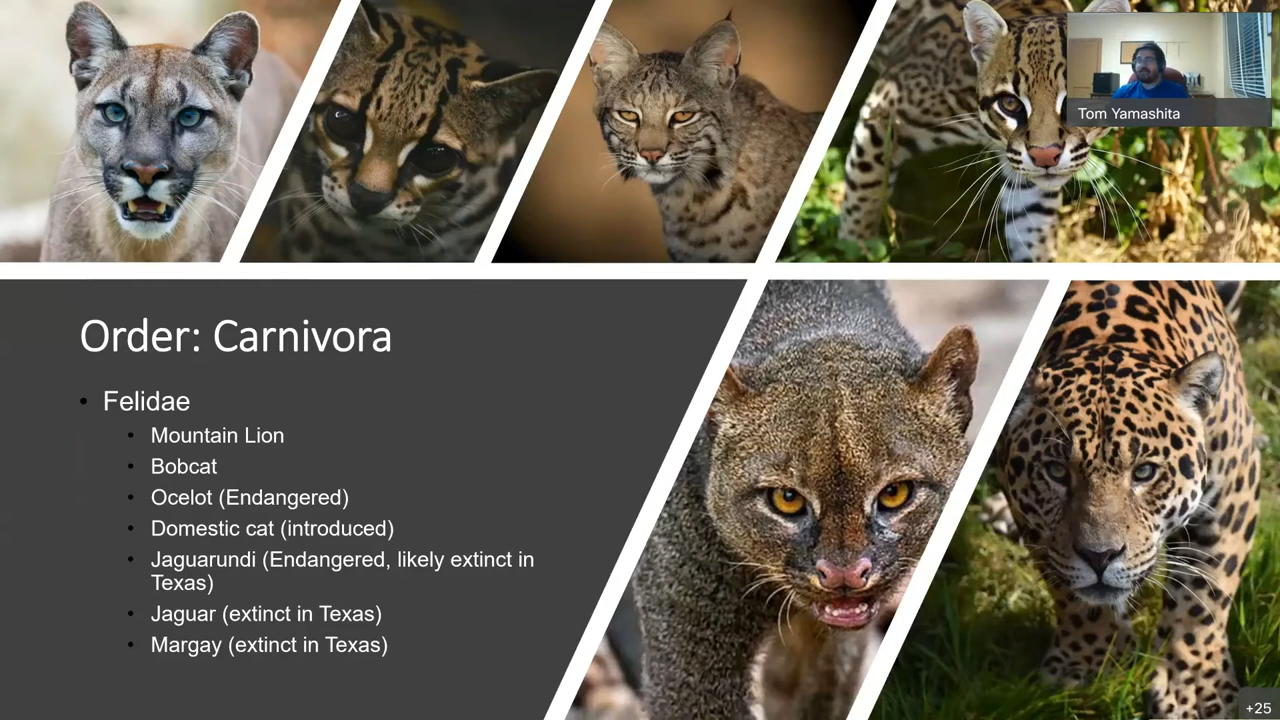 Tom Yamashita
Order: Carnivora
• Felidae
• Mountain Lion
• Bobcat
• Ocelot (Endangered)
• Domestic cat (introduced)
• Jaguarundi (Endangered, likely extinct in
Texas)
• Jaguar (extinct in Texas)
• Margay (extinct in Texas)
+25